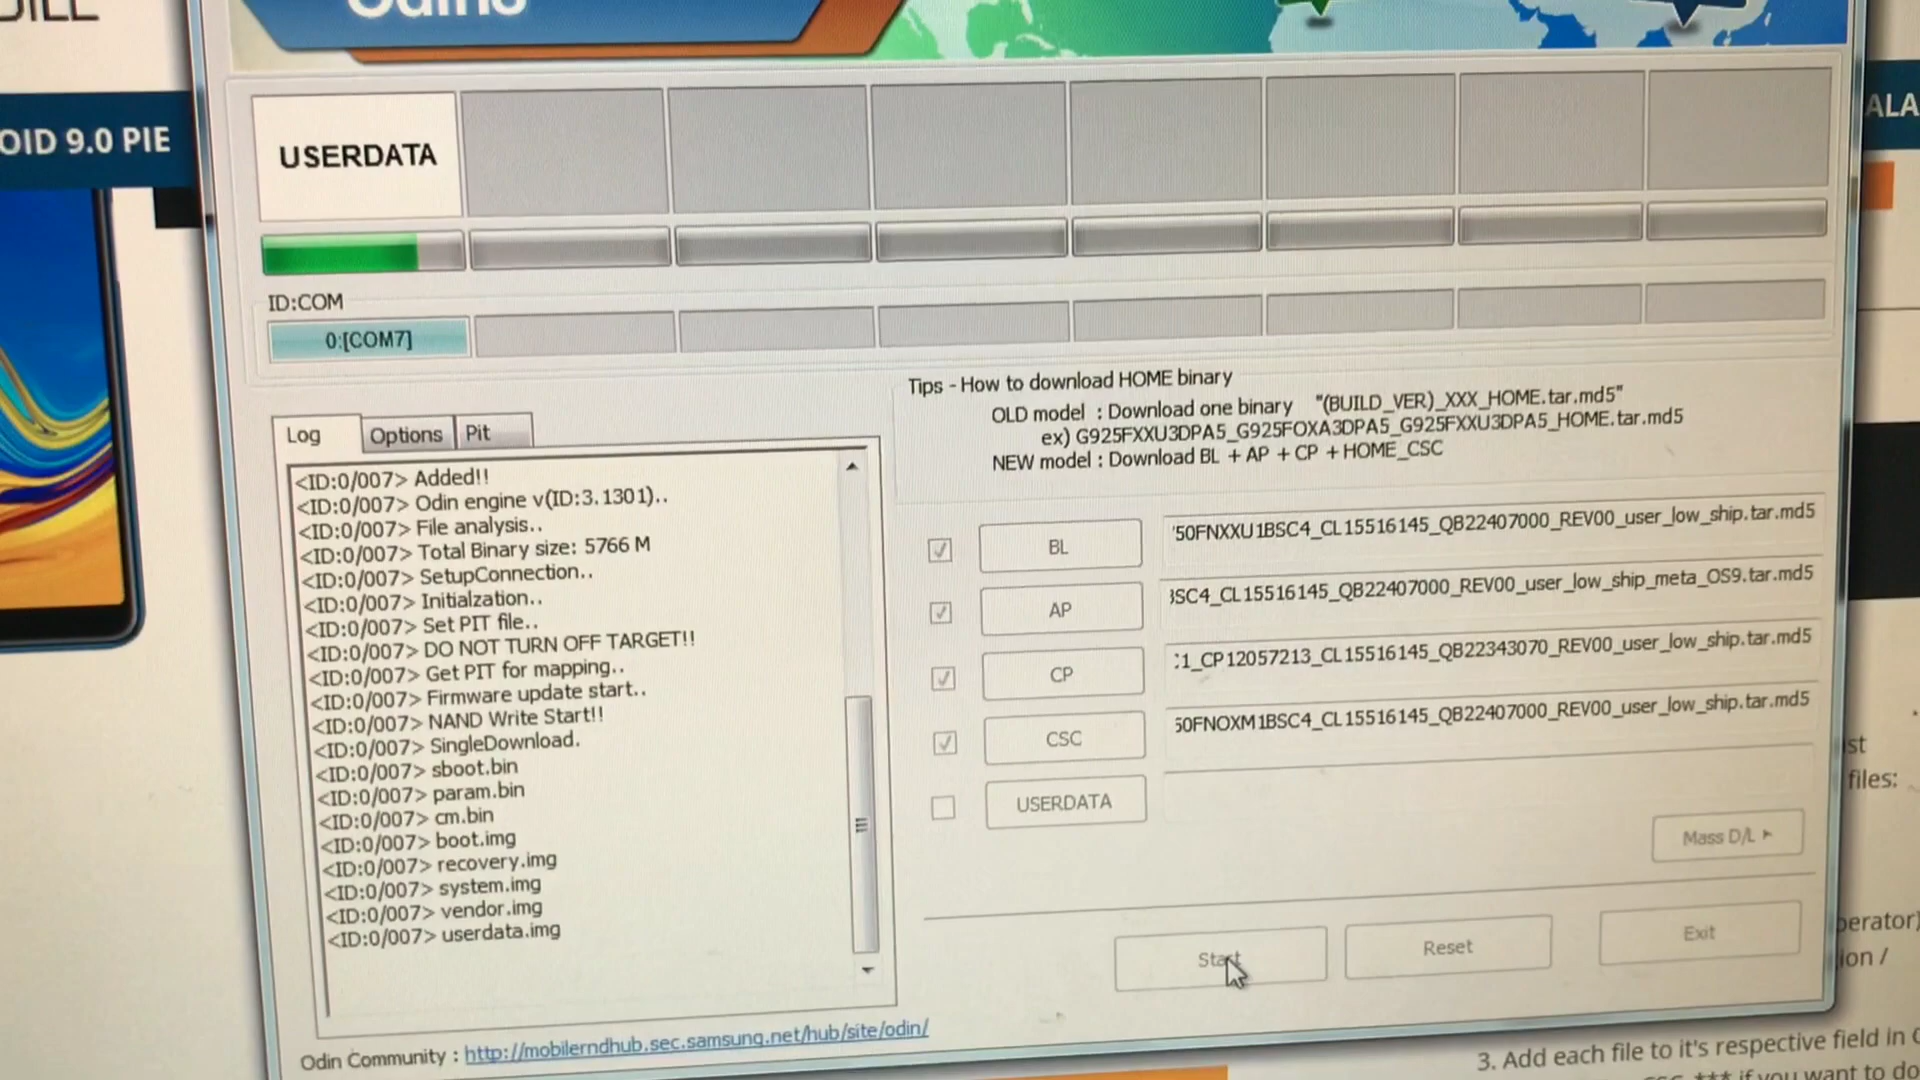 Odin3
OID 9.0 PIE
ALA
USERDATA
ID:COM
0:[COM7]
Tips - How to download HOME binary
OLD model : Download one binary "(BUILD_VER)_XXX_HOME.tar.md5"
ex) G925FXXU3DPA5_G925FOXA3DPA5_G925FXXU3DPA5_HOME.tar.md5
NEW model : Download BL + AP + CP + HOME_CSC
Log
Options
Pit
<ID:0/007> Added!!
<ID:0/007> Odin engine v(ID:3.1301)..
<ID:0/007> File analysis..
<ID:0/007> Total Binary size: 5766 M
<ID:0/007> SetupConnection..
<ID:0/007> Initialzation..
<ID:0/007> Set PIT file..
<ID:0/007> DO NOT TURN OFF TARGET!!
<ID:0/007> Get PIT for mapping..
<ID:0/007> Firmware update start..
<ID:0/007> NAND Write Start!!
<ID:0/007> SingleDownload.
<ID:0/007> sboot.bin
<ID:0/007> param.bin
<ID:0/007> cm.bin
<ID:0/007> boot.img
<ID:0/007> recovery.img
<ID:0/007> system.img
<ID:0/007> vendor.img
<ID:0/007> userdata.img
BL
50FNXXU1BSC4_CL15516145_QB22407000_REV00_user_low_ship.tar.md5
AP
3SC4_CL15516145_QB22407000_REV00_user_low_ship_meta_OS9.tar.md5
CP
1_CP12057213_CL15516145_QB22343070_REV00_user_low_ship.tar.md5
CSC
50FNOXM1BSC4_CL15516145_QB22407000_REV00_user_low_ship.tar.md5
USERDATA
Mass D/L
Start
Reset
Exit
st
files:
perator)
ion /
Odin Community : http://mobilerndhub.sec.samsung.net/hub/site/odin/
3. Add each file to it's respective field in
if you want to do